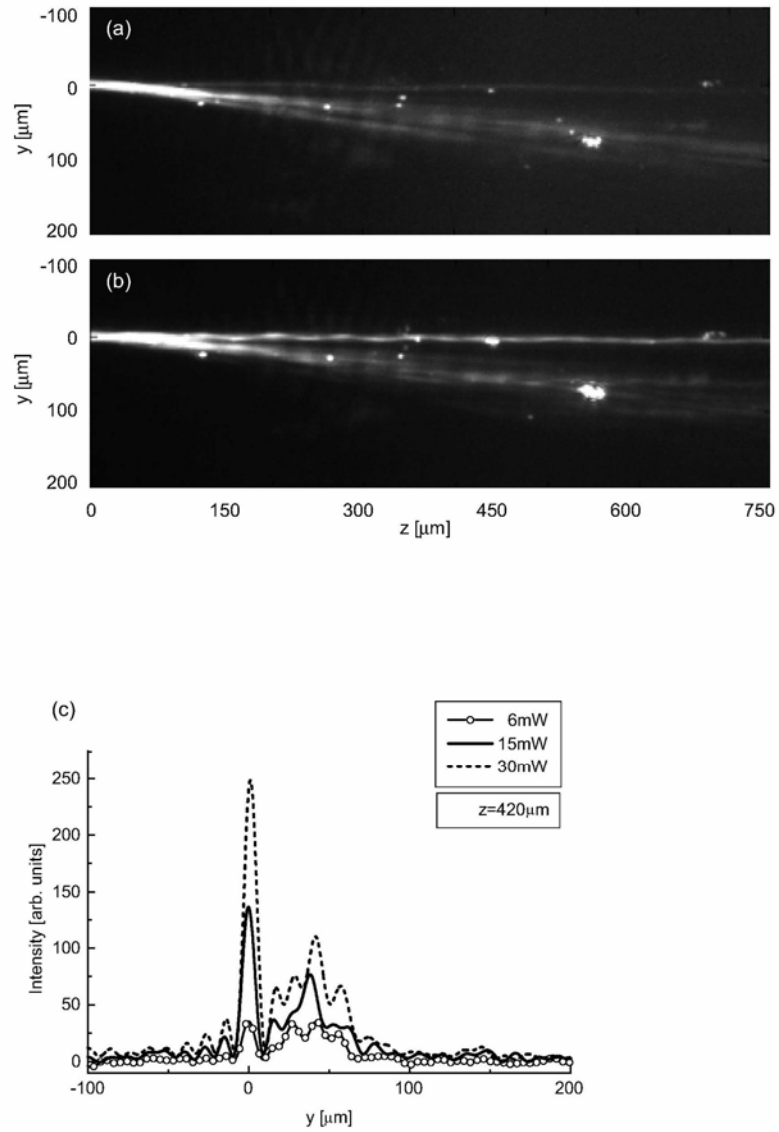 (a)
-100
0
100
200
y [μm]
(b)
-100
0
100
200
y [μm]
0 150 300 450 600 750
z [μm]
(c)
6mW
15mW
30mW
z=420μm
250
200
150
100
50
0
Intensity [arb. units]
-100 0 100 200
y [μm]